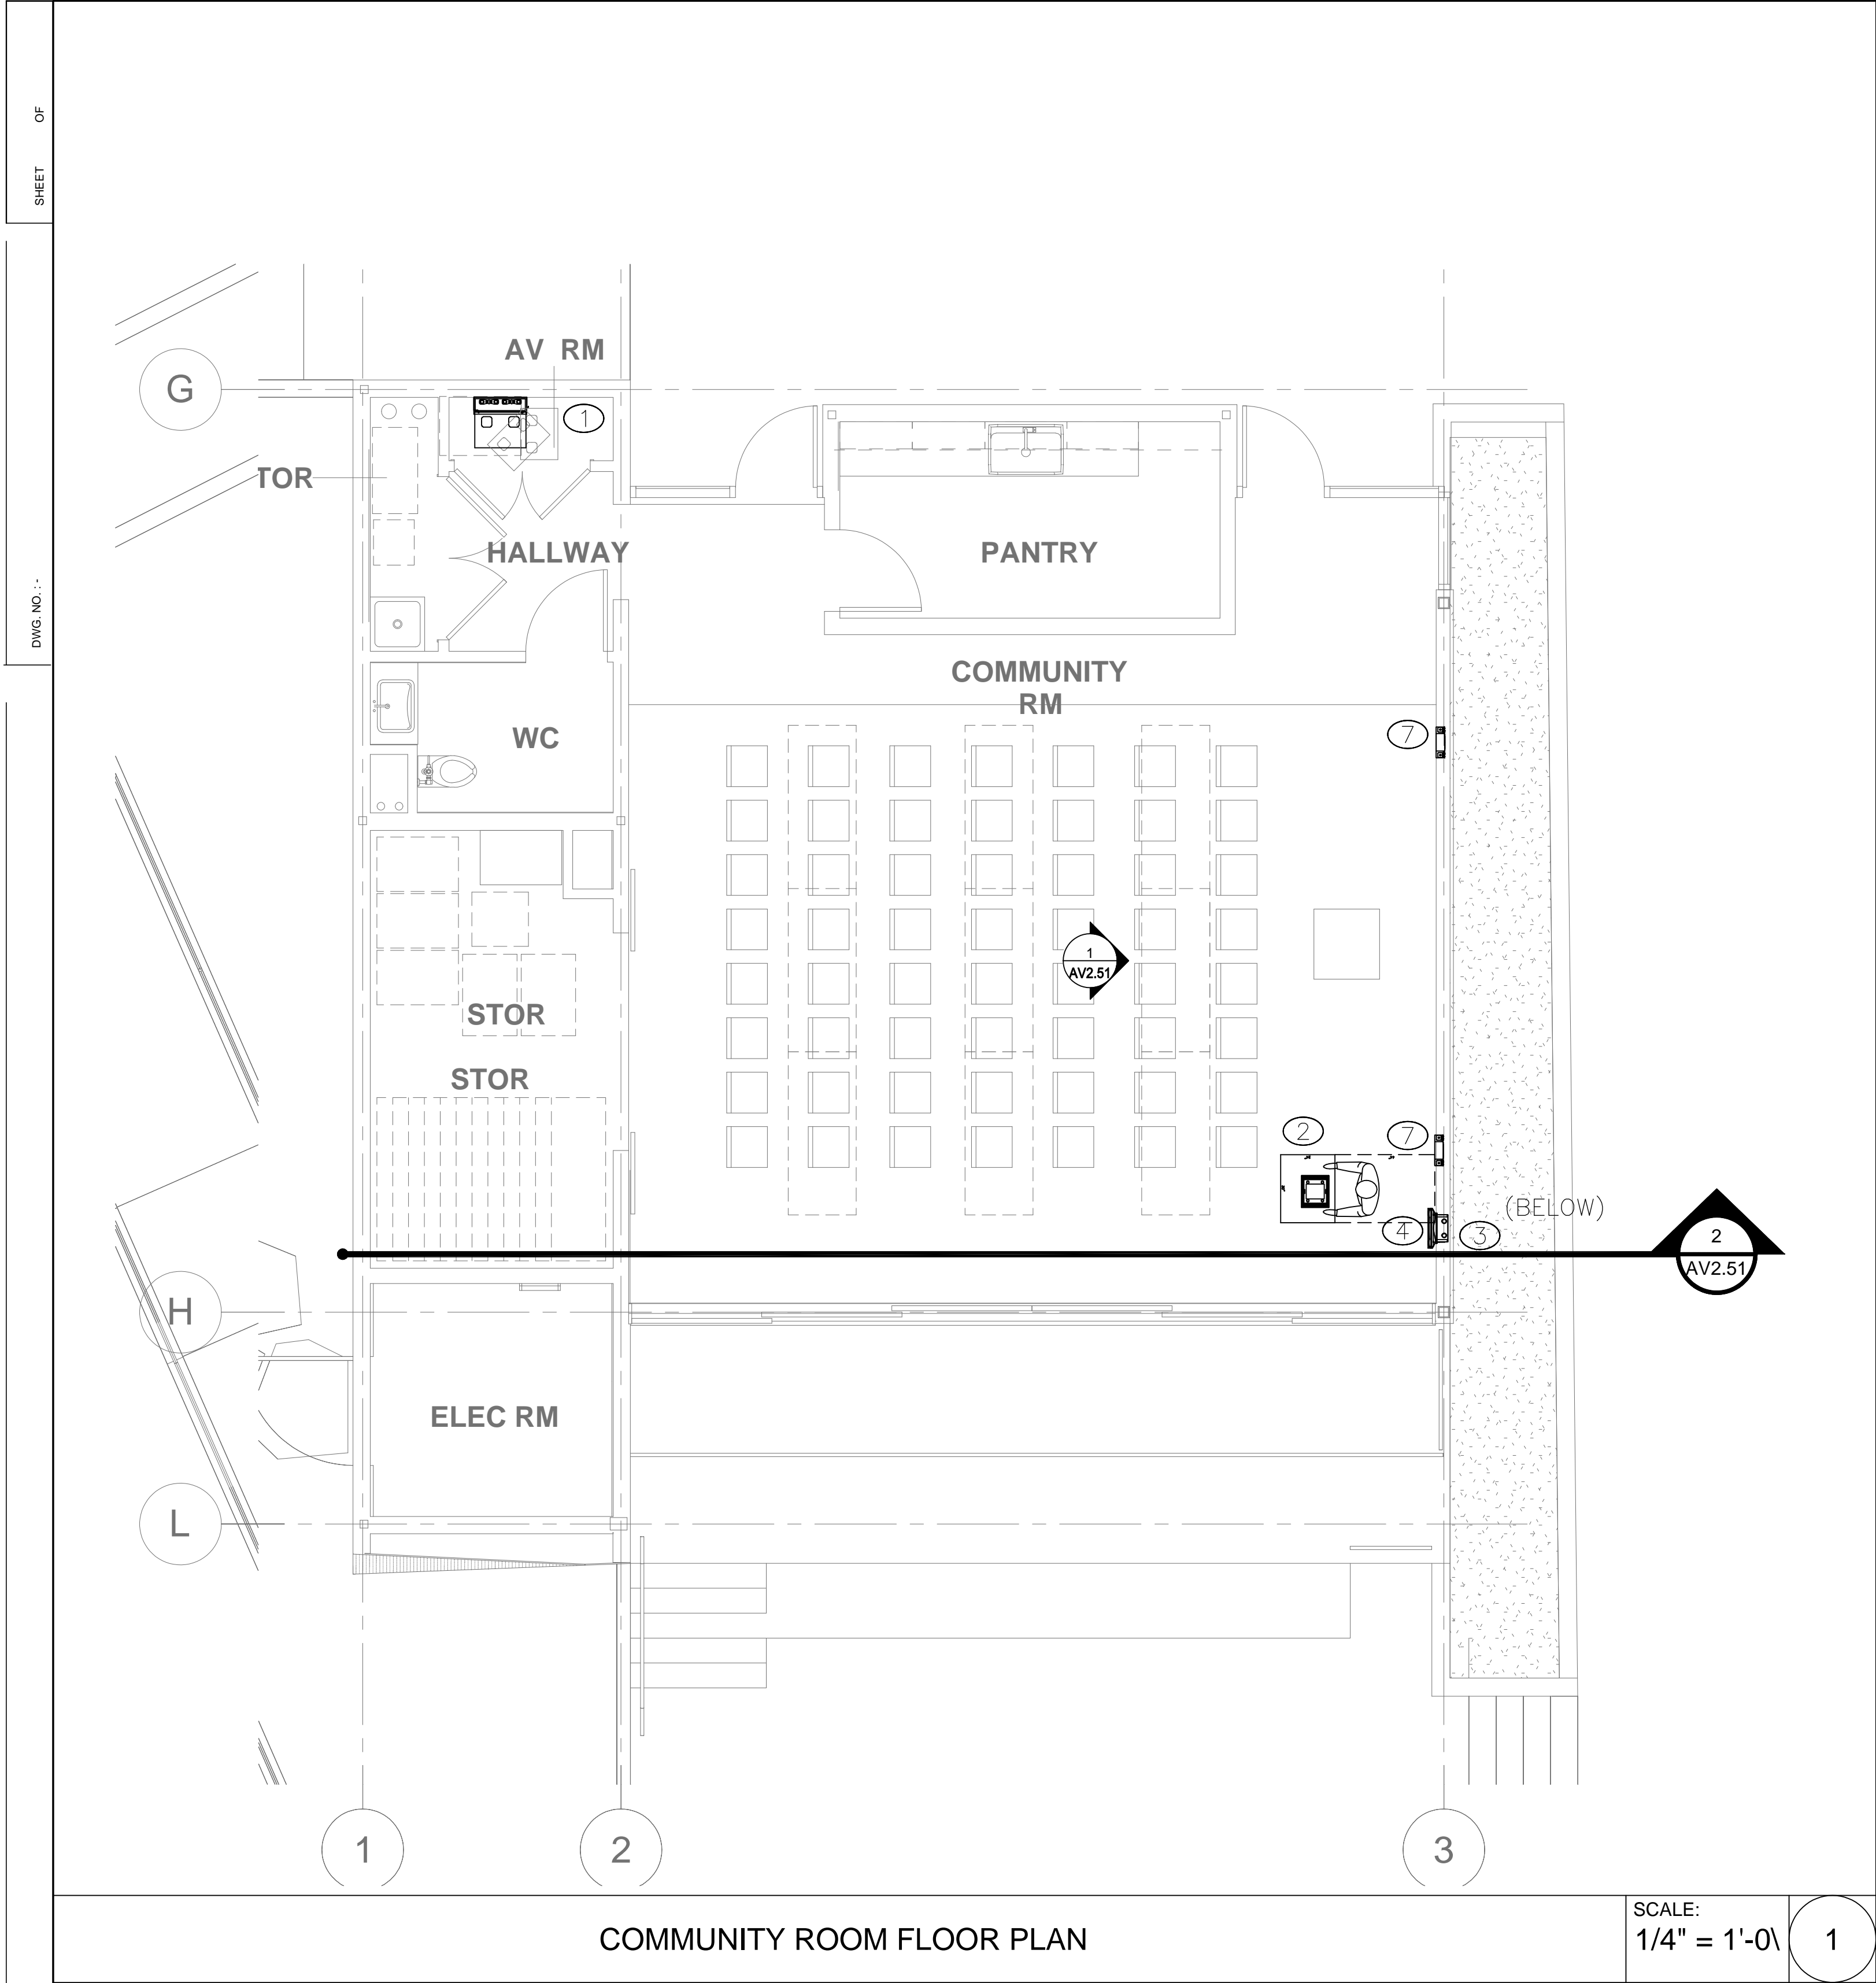 SHEET OF
DWG. NO. : -
AV RM
G
1
TOR
HALLWAY
PANTRY
COMMUNITY
RM
WC
7
1
AV2.51
STOR
STOR
2
7
(BELOW)
4
3
2
AV2.51
H
ELEC RM
L
1
2
3
COMMUNITY ROOM FLOOR PLAN
SCALE:
1/4" = 1'-0\
1